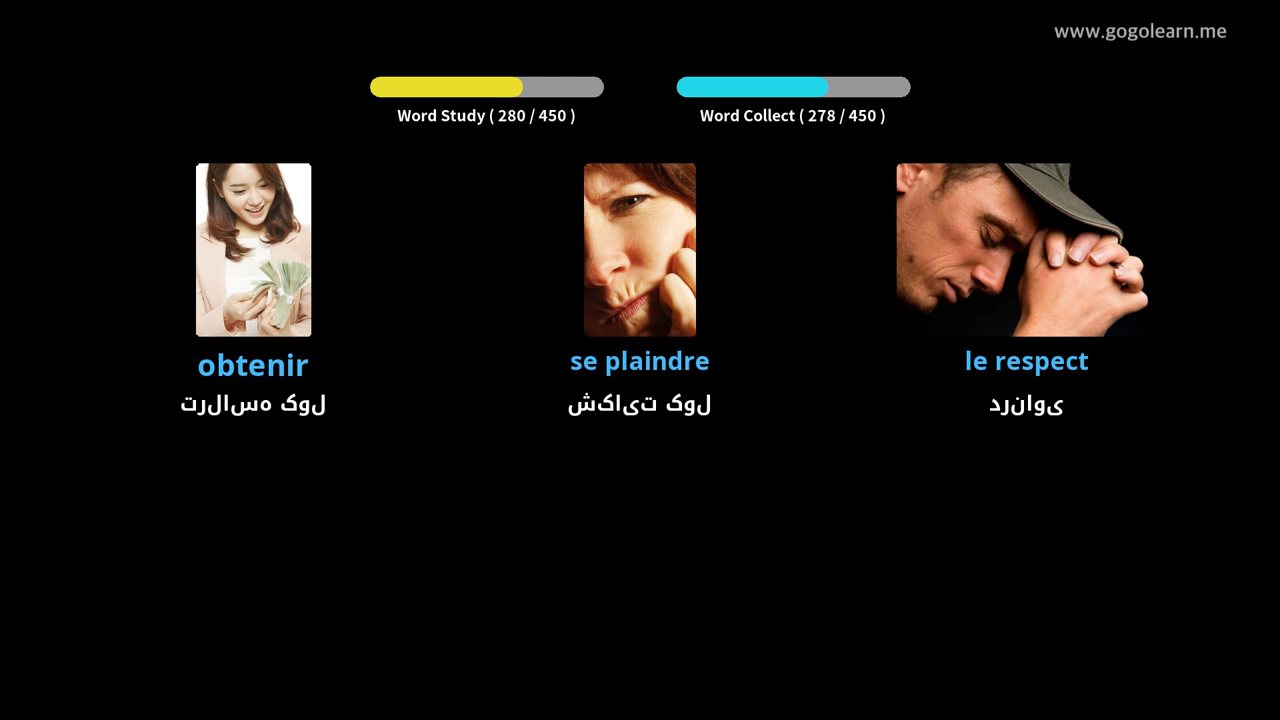 www.gogolearn.me
Word Study ( 280 / 450 )
Word Collect ( 278 / 450 )
obtenir
ترلاسه کول
se plaindre
شکایت کول
le respect
درناوی